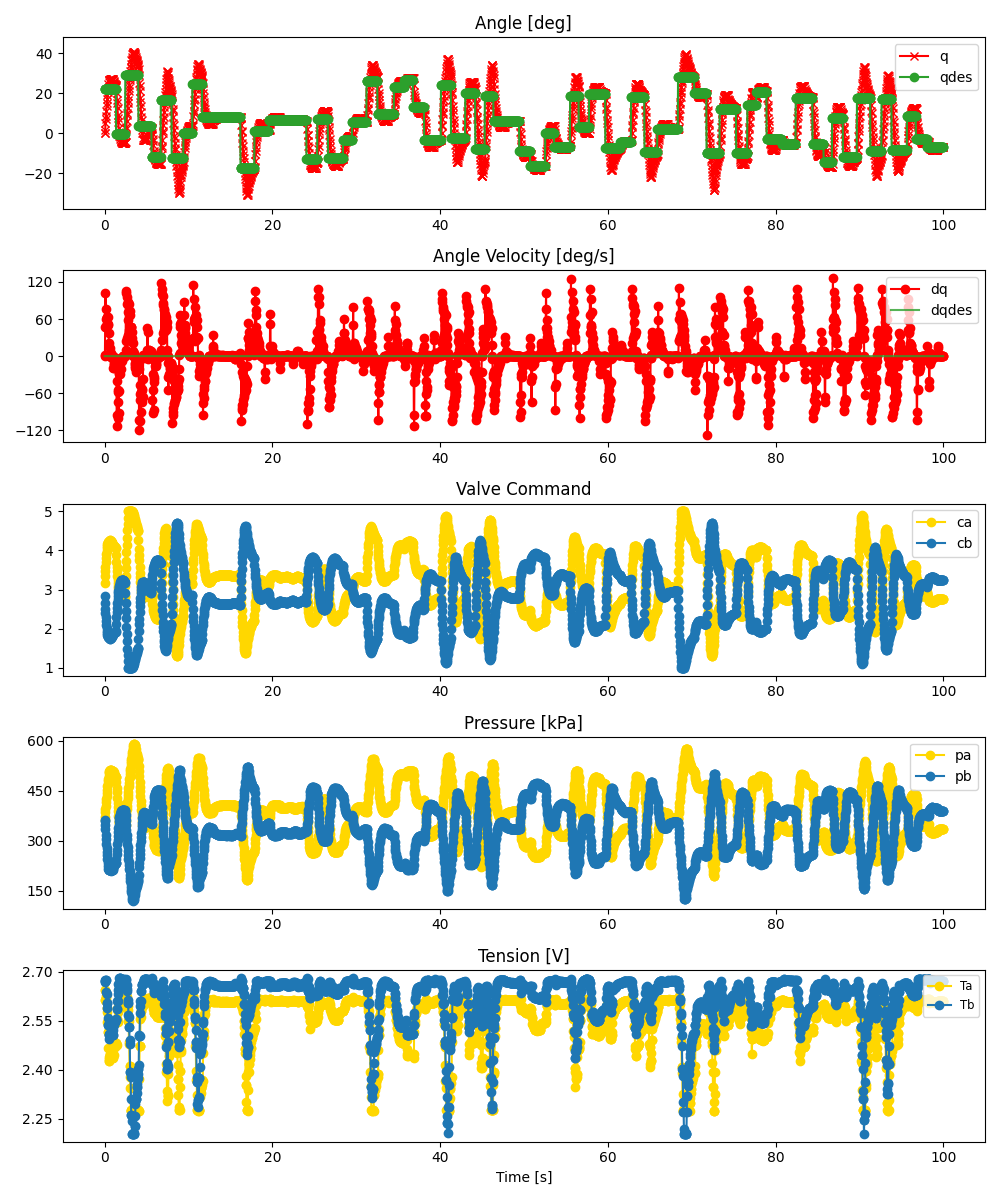 Angle [deg]
40
20
0
−20
q
qdes
0 20 40 60 80 100
Angle Velocity [deg/s]
120
60
0
−60
−120
dq
dqdes
0 20 40 60 80 100
Valve Command
5
4
3
2
1
ca
cb
0 20 40 60 80 100
Pressure [kPa]
600
450
300
150
pa
pb
0 20 40 60 80 100
Tension [V]
2.70
2.55
2.40
2.25
Ta
Tb
0 20 40 60 80 100
Time [s]